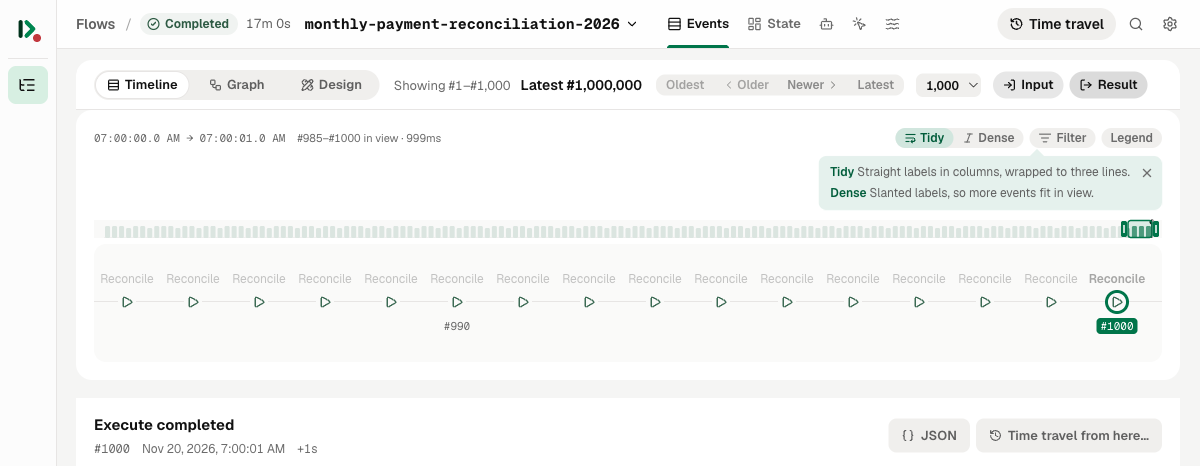 Flows / Completed 17m 0s monthly-payment-reconciliation-2026 Events State Time travel
Timeline Graph Design Showing #1–#1,000 Latest #1,000,000 Oldest Older Newer Latest 1,000 Input Result
07:00:00.0 AM → 07:00:01.0 AM #985–#1000 in view · 999ms Tidy Dense Filter Legend
Tidy Straight labels in columns, wrapped to three lines.
Dense Slanted labels, so more events fit in view.
Reconcile Reconcile Reconcile Reconcile Reconcile Reconcile Reconcile Reconcile Reconcile Reconcile Reconcile Reconcile Reconcile Reconcile Reconcile Reconcile
#990 #1000
Execute completed
#1000 Nov 20, 2026, 7:00:01 AM +1s
{} JSON Time travel from here…